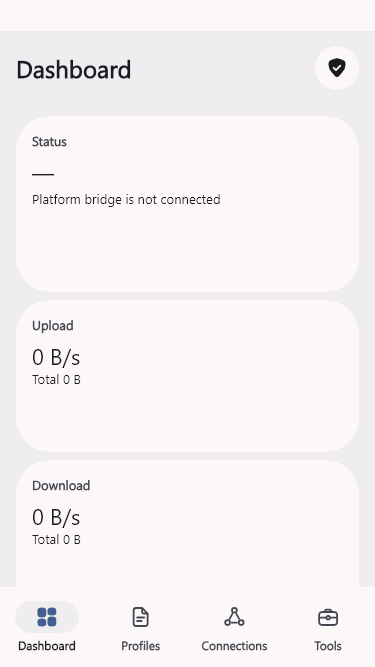 Dashboard
Status
—
Platform bridge is not connected
Upload
0 B/s
Total 0 B
Download
0 B/s
Total 0 B
Dashboard
Profiles
Connections
Tools